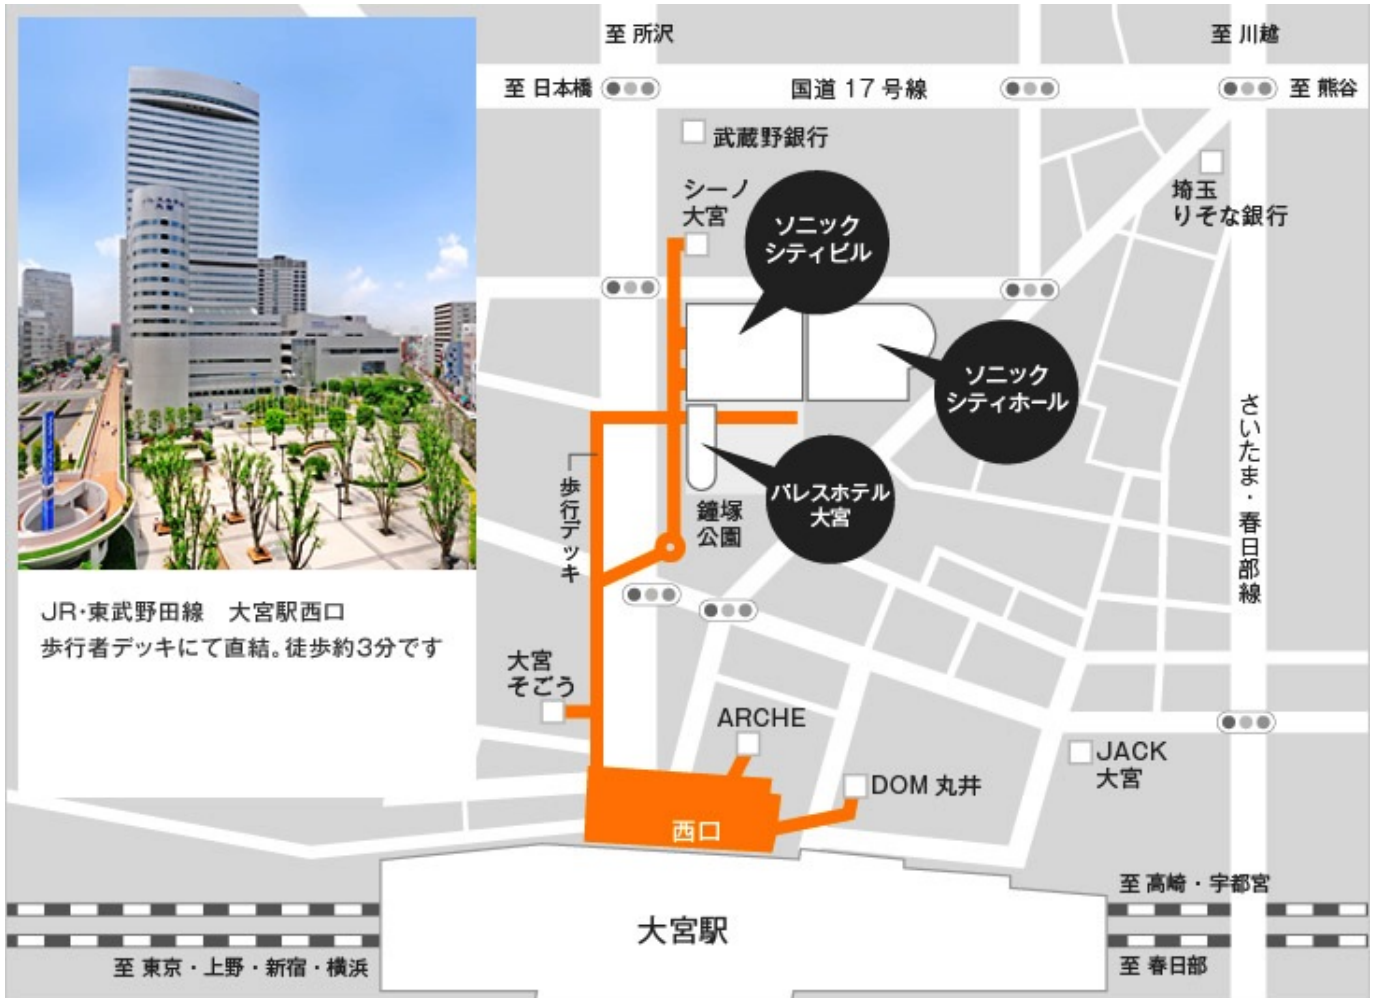 至 所沢
至 川越
至 日本橋
国道 17 号線
至 熊谷
武蔵野銀行
シーノ
大宮
ソニック
シティビル
埼玉
りそな銀行
ソニック
シティホール
さいたま・春日部線
パレスホテル
大宮
歩行デッキ
鐘塚
公園
JR・東武野田線　大宮駅西口
歩行者デッキにて直結。徒歩約3分です
大宮
そごう
ARCHE
JACK
大宮
DOM 丸井
西口
至 高崎・宇都宮
大宮駅
至 東京・上野・新宿・横浜
至 春日部